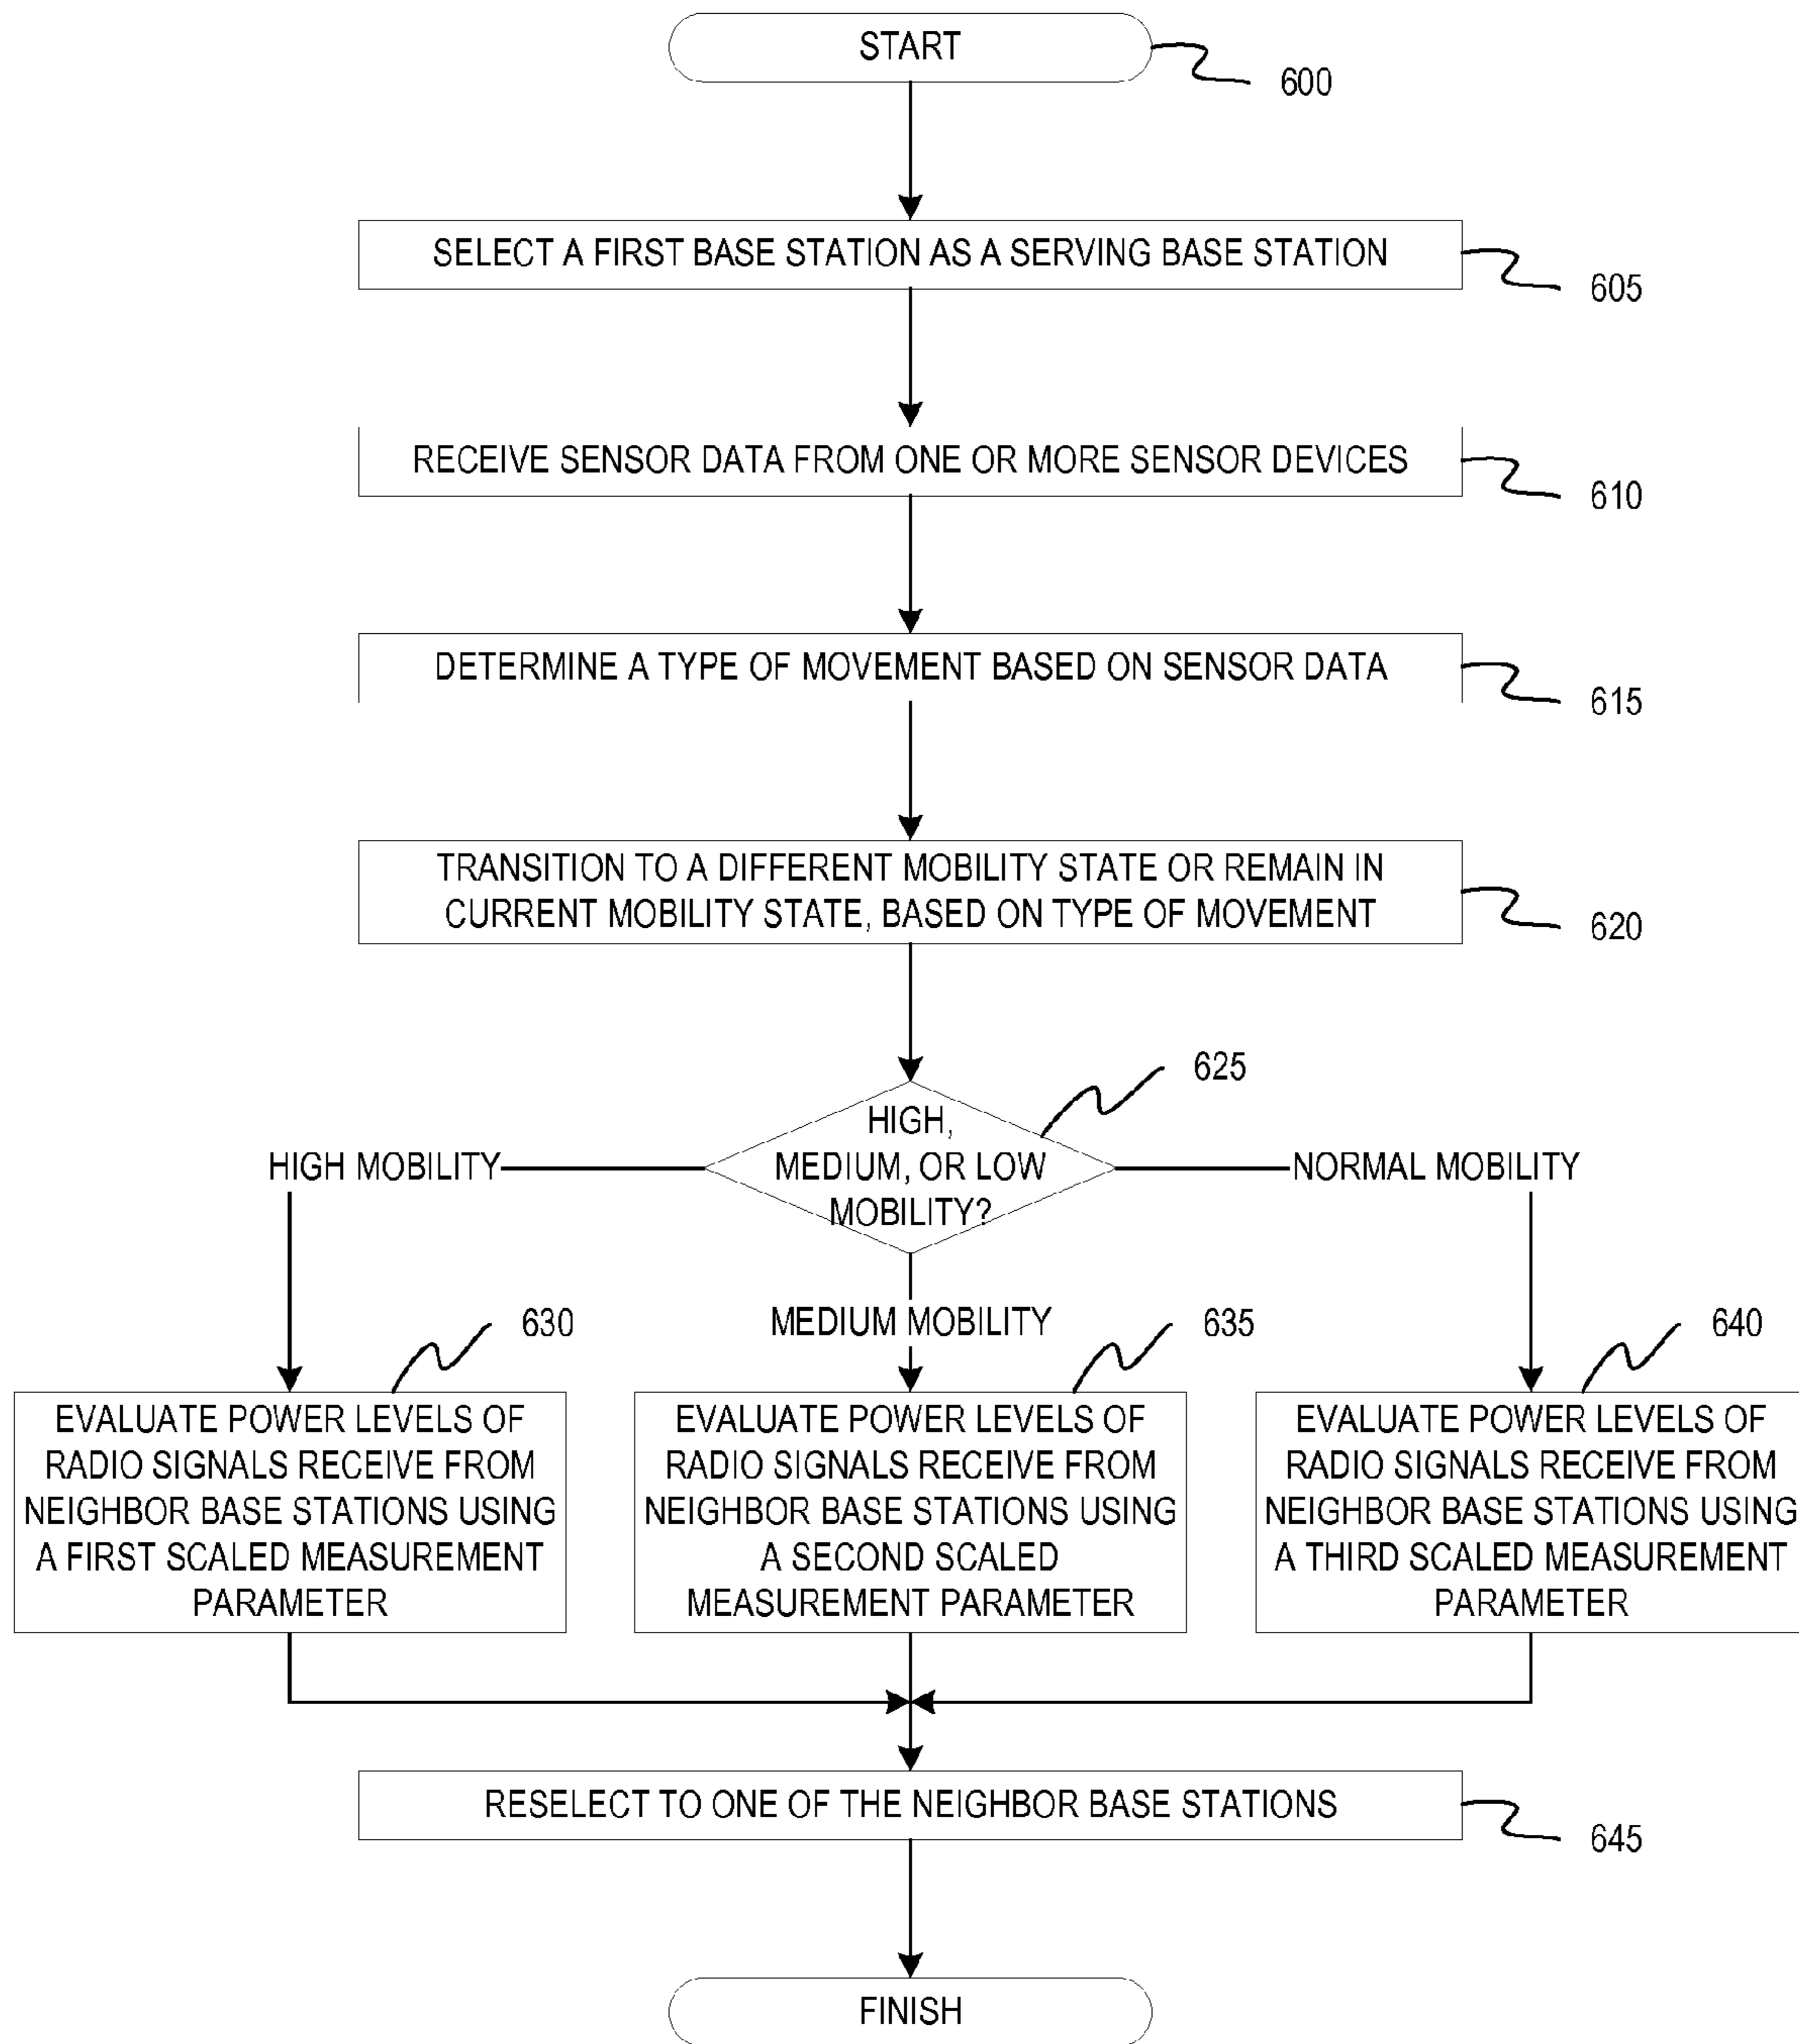 START
600
SELECT A FIRST BASE STATION AS A SERVING BASE STATION
605
RECEIVE SENSOR DATA FROM ONE OR MORE SENSOR DEVICES
610
DETERMINE A TYPE OF MOVEMENT BASED ON SENSOR DATA
615
TRANSITION TO A DIFFERENT MOBILITY STATE OR REMAIN IN
CURRENT MOBILITY STATE, BASED ON TYPE OF MOVEMENT
620
625
HIGH,
MEDIUM, OR LOW
MOBILITY?
HIGH MOBILITY
NORMAL MOBILITY
MEDIUM MOBILITY
630
EVALUATE POWER LEVELS OF
RADIO SIGNALS RECEIVE FROM
NEIGHBOR BASE STATIONS USING
A FIRST SCALED MEASUREMENT
PARAMETER
635
EVALUATE POWER LEVELS OF
RADIO SIGNALS RECEIVE FROM
NEIGHBOR BASE STATIONS USING
A SECOND SCALED
MEASUREMENT PARAMETER
640
EVALUATE POWER LEVELS OF
RADIO SIGNALS RECEIVE FROM
NEIGHBOR BASE STATIONS USING
A THIRD SCALED MEASUREMENT
PARAMETER
RESELECT TO ONE OF THE NEIGHBOR BASE STATIONS
645
FINISH